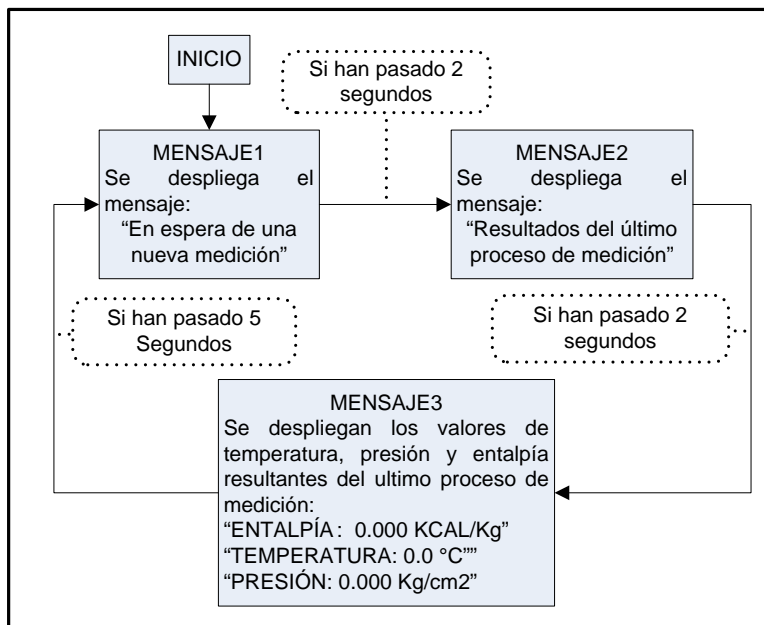 INICIO
Si han pasado 2
segundos
MENSAJE1
Se despliega el
mensaje:
“En espera de una
nueva medición”
MENSAJE2
Se despliega el
mensaje:
“Resultados del último
proceso de medición”
Si han pasado 5
Segundos
Si han pasado 2
segundos
MENSAJE3
Se despliegan los valores de
temperatura, presión y entalpía
resultantes del ultimo proceso de
medición:
“ENTALPÍA: 0.000 KCAL/Kg”
“TEMPERATURA: 0.0 °C””
“PRESIÓN: 0.000 Kg/cm2”